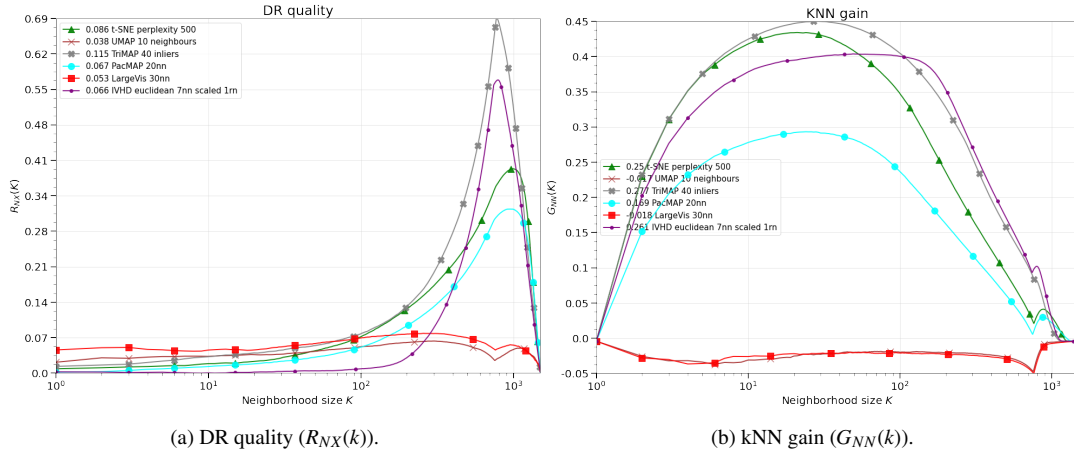 DR quality
0.69
0.62
0.55
0.48
0.41
0.34
0.28
0.21
0.14
0.07
0.0
R_NX(K)
0.086 t-SNE perplexity 500
0.038 UMAP 10 neighbours
0.115 TriMAP 40 inliers
0.067 PacMAP 20nn
0.053 LargeVis 30nn
0.066 IVHD euclidean 7nn scaled 1rn
10^0
10^1
10^2
10^3
Neighborhood size K
(a) DR quality (R_NX(k)).
KNN gain
0.45
0.4
0.35
0.3
0.25
0.2
0.15
0.1
0.05
0.0
-0.05
G_NN(K)
0.25 t-SNE perplexity 500
-0.017 UMAP 10 neighbours
0.277 TriMAP 40 inliers
0.169 PacMAP 20nn
-0.018 LargeVis 30nn
0.261 IVHD euclidean 7nn scaled 1rn
10^0
10^1
10^2
10^3
Neighborhood size K
(b) kNN gain (G_NN(k)).